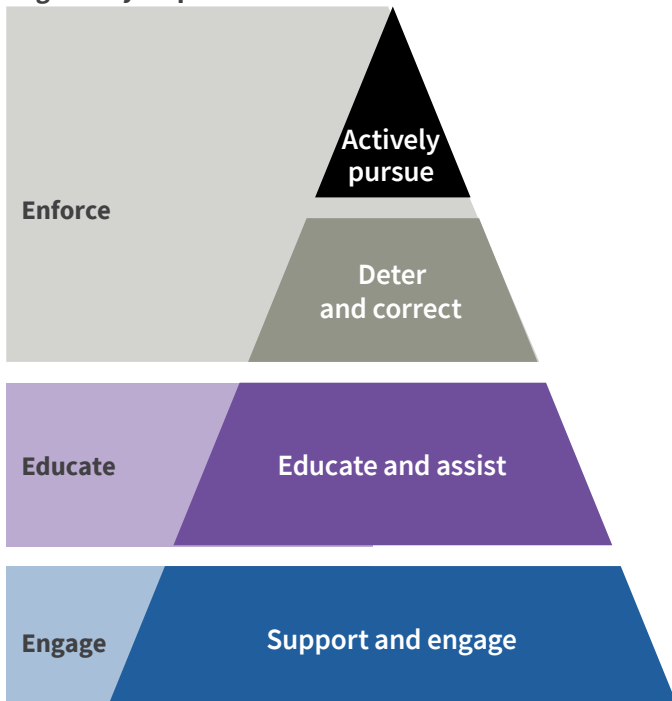 Actively
pursue
Enforce
Deter
and correct
Educate
Educate and assist
Engage
Support and engage